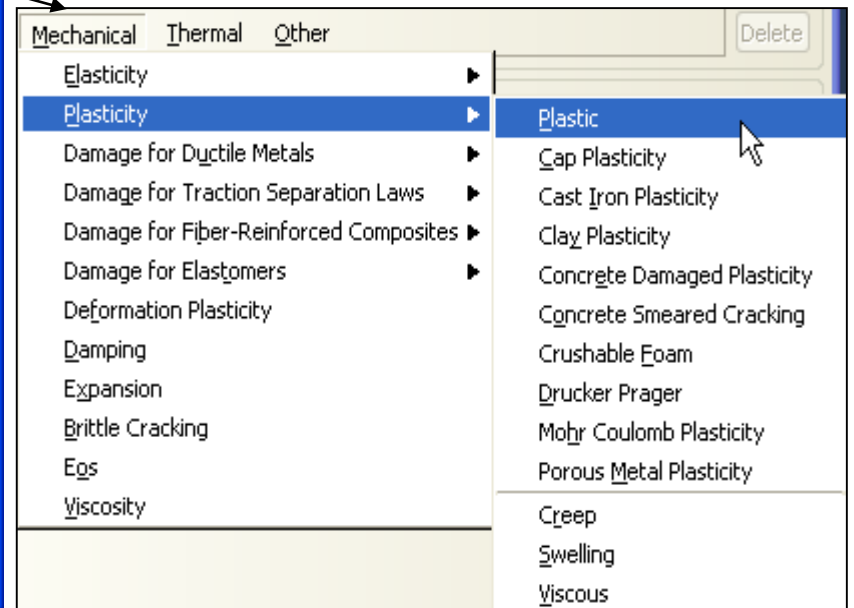 Mechanical Thermal Other Delete
Elasticity
Plasticity
Damage for Ductile Metals
Damage for Traction Separation Laws
Damage for Fiber-Reinforced Composites
Damage for Elastomers
Deformation Plasticity
Damping
Expansion
Brittle Cracking
Eos
Viscosity
Plastic
Cap Plasticity
Cast Iron Plasticity
Clay Plasticity
Concrete Damaged Plasticity
Concrete Smeared Cracking
Crushable Foam
Drucker Prager
Mohr Coulomb Plasticity
Porous Metal Plasticity
Creep
Swelling
Viscous